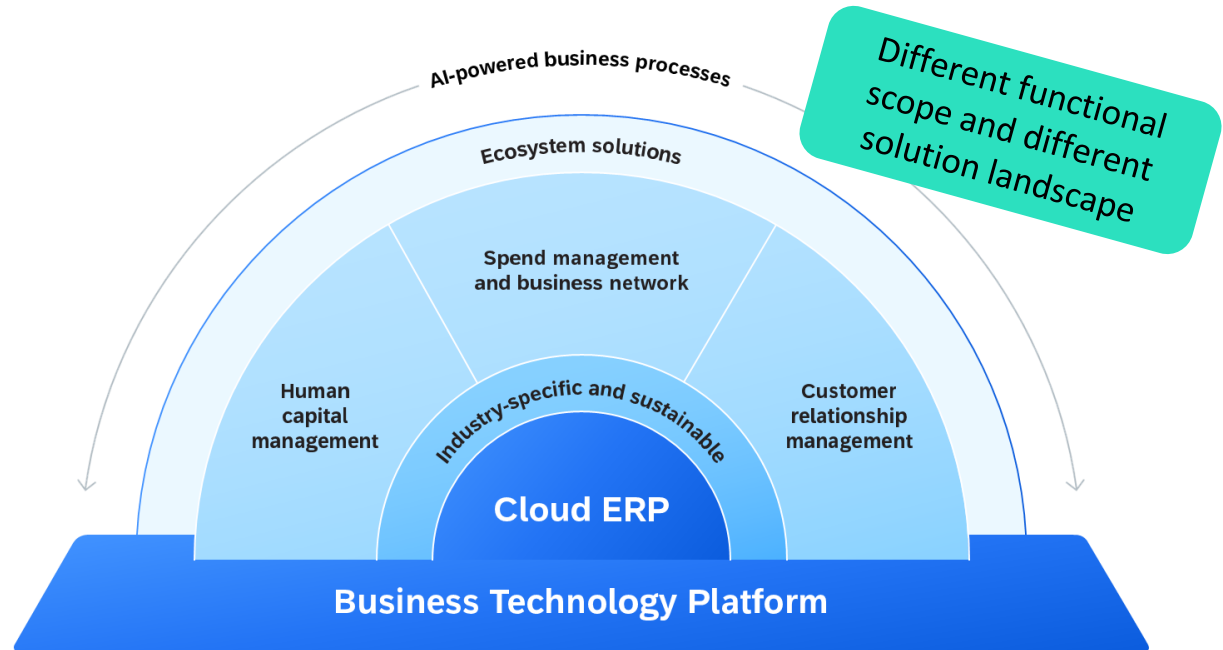 AI-powered business processes
Different functional
scope and different
solution landscape
Ecosystem solutions
Spend management
and business network
Human
capital
management
Customer
relationship
management
Industry-specific and sustainable
Cloud ERP
Business Technology Platform